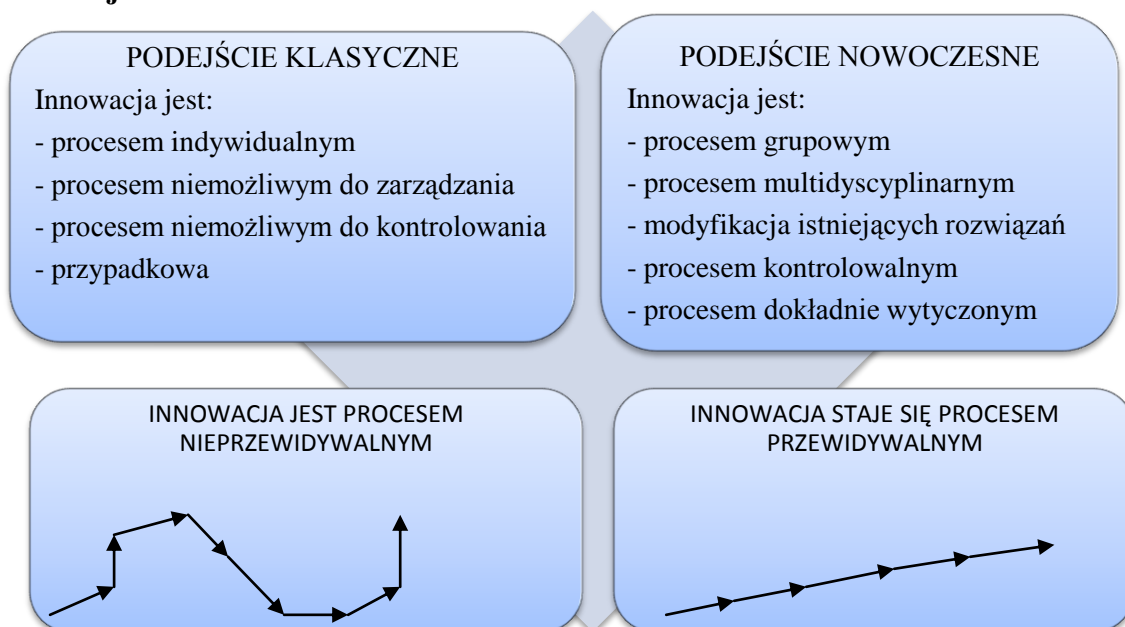 PODEJŚCIE KLASYCZNE
Innowacja jest:
- procesem indywidualnym
- procesem niemożliwym do zarządzania
- procesem niemożliwym do kontrolowania
- przypadkowa
PODEJŚCIE NOWOCZESNE
Innowacja jest:
- procesem grupowym
- procesem multidyscyplinarnym
- modyfikacja istniejących rozwiązań
- procesem kontrolowalnym
- procesem dokładnie wytyczonym
INNOWACJA JEST PROCESEM
NIEPRZEWIDYWALNYM
INNOWACJA STAJE SIĘ PROCESEM
PRZEWIDYWALNYM